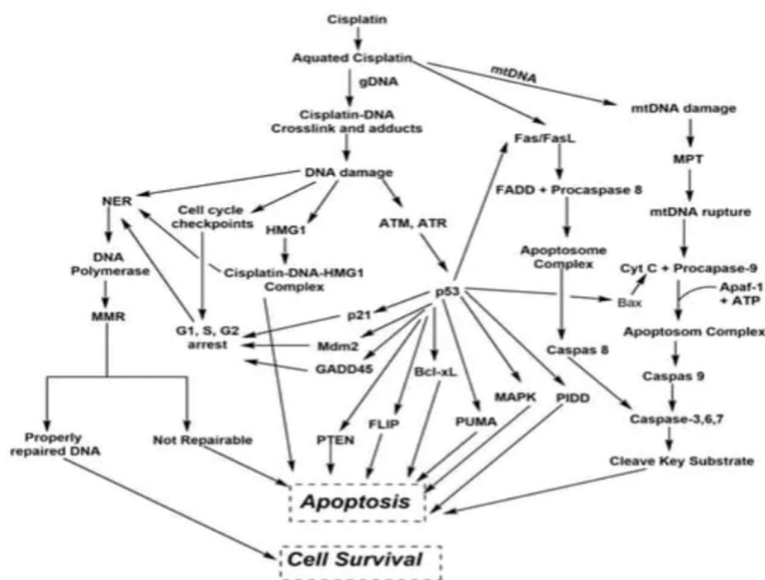 Cisplatin
Aquated Cisplatin
mtDNA
gDNA
Cisplatin-DNA
Crosslink and adducts
mtDNA damage
Fas/FasL
MPT
DNA damage
FADD + Procaspase 8
NER
Cell cycle
checkpoints
HMG1
ATM, ATR
mtDNA rupture
DNA
Polymerase
Apoptosome
Complex
Cisplatin-DNA-HMG1
Complex
Cyt C + Procapase-9
p53
Bax
Apaf-1
+ ATP
MMR
p21
G1, S, G2
arrest
Mdm2
GADD45
Apoptosom Complex
Caspas 8
Bcl-xL
Caspas 9
MAPK
PIDD
FLIP
PUMA
Caspase-3,6,7
Properly
repaired DNA
Not Repairable
PTEN
Cleave Key Substrate
Apoptosis
Cell Survival